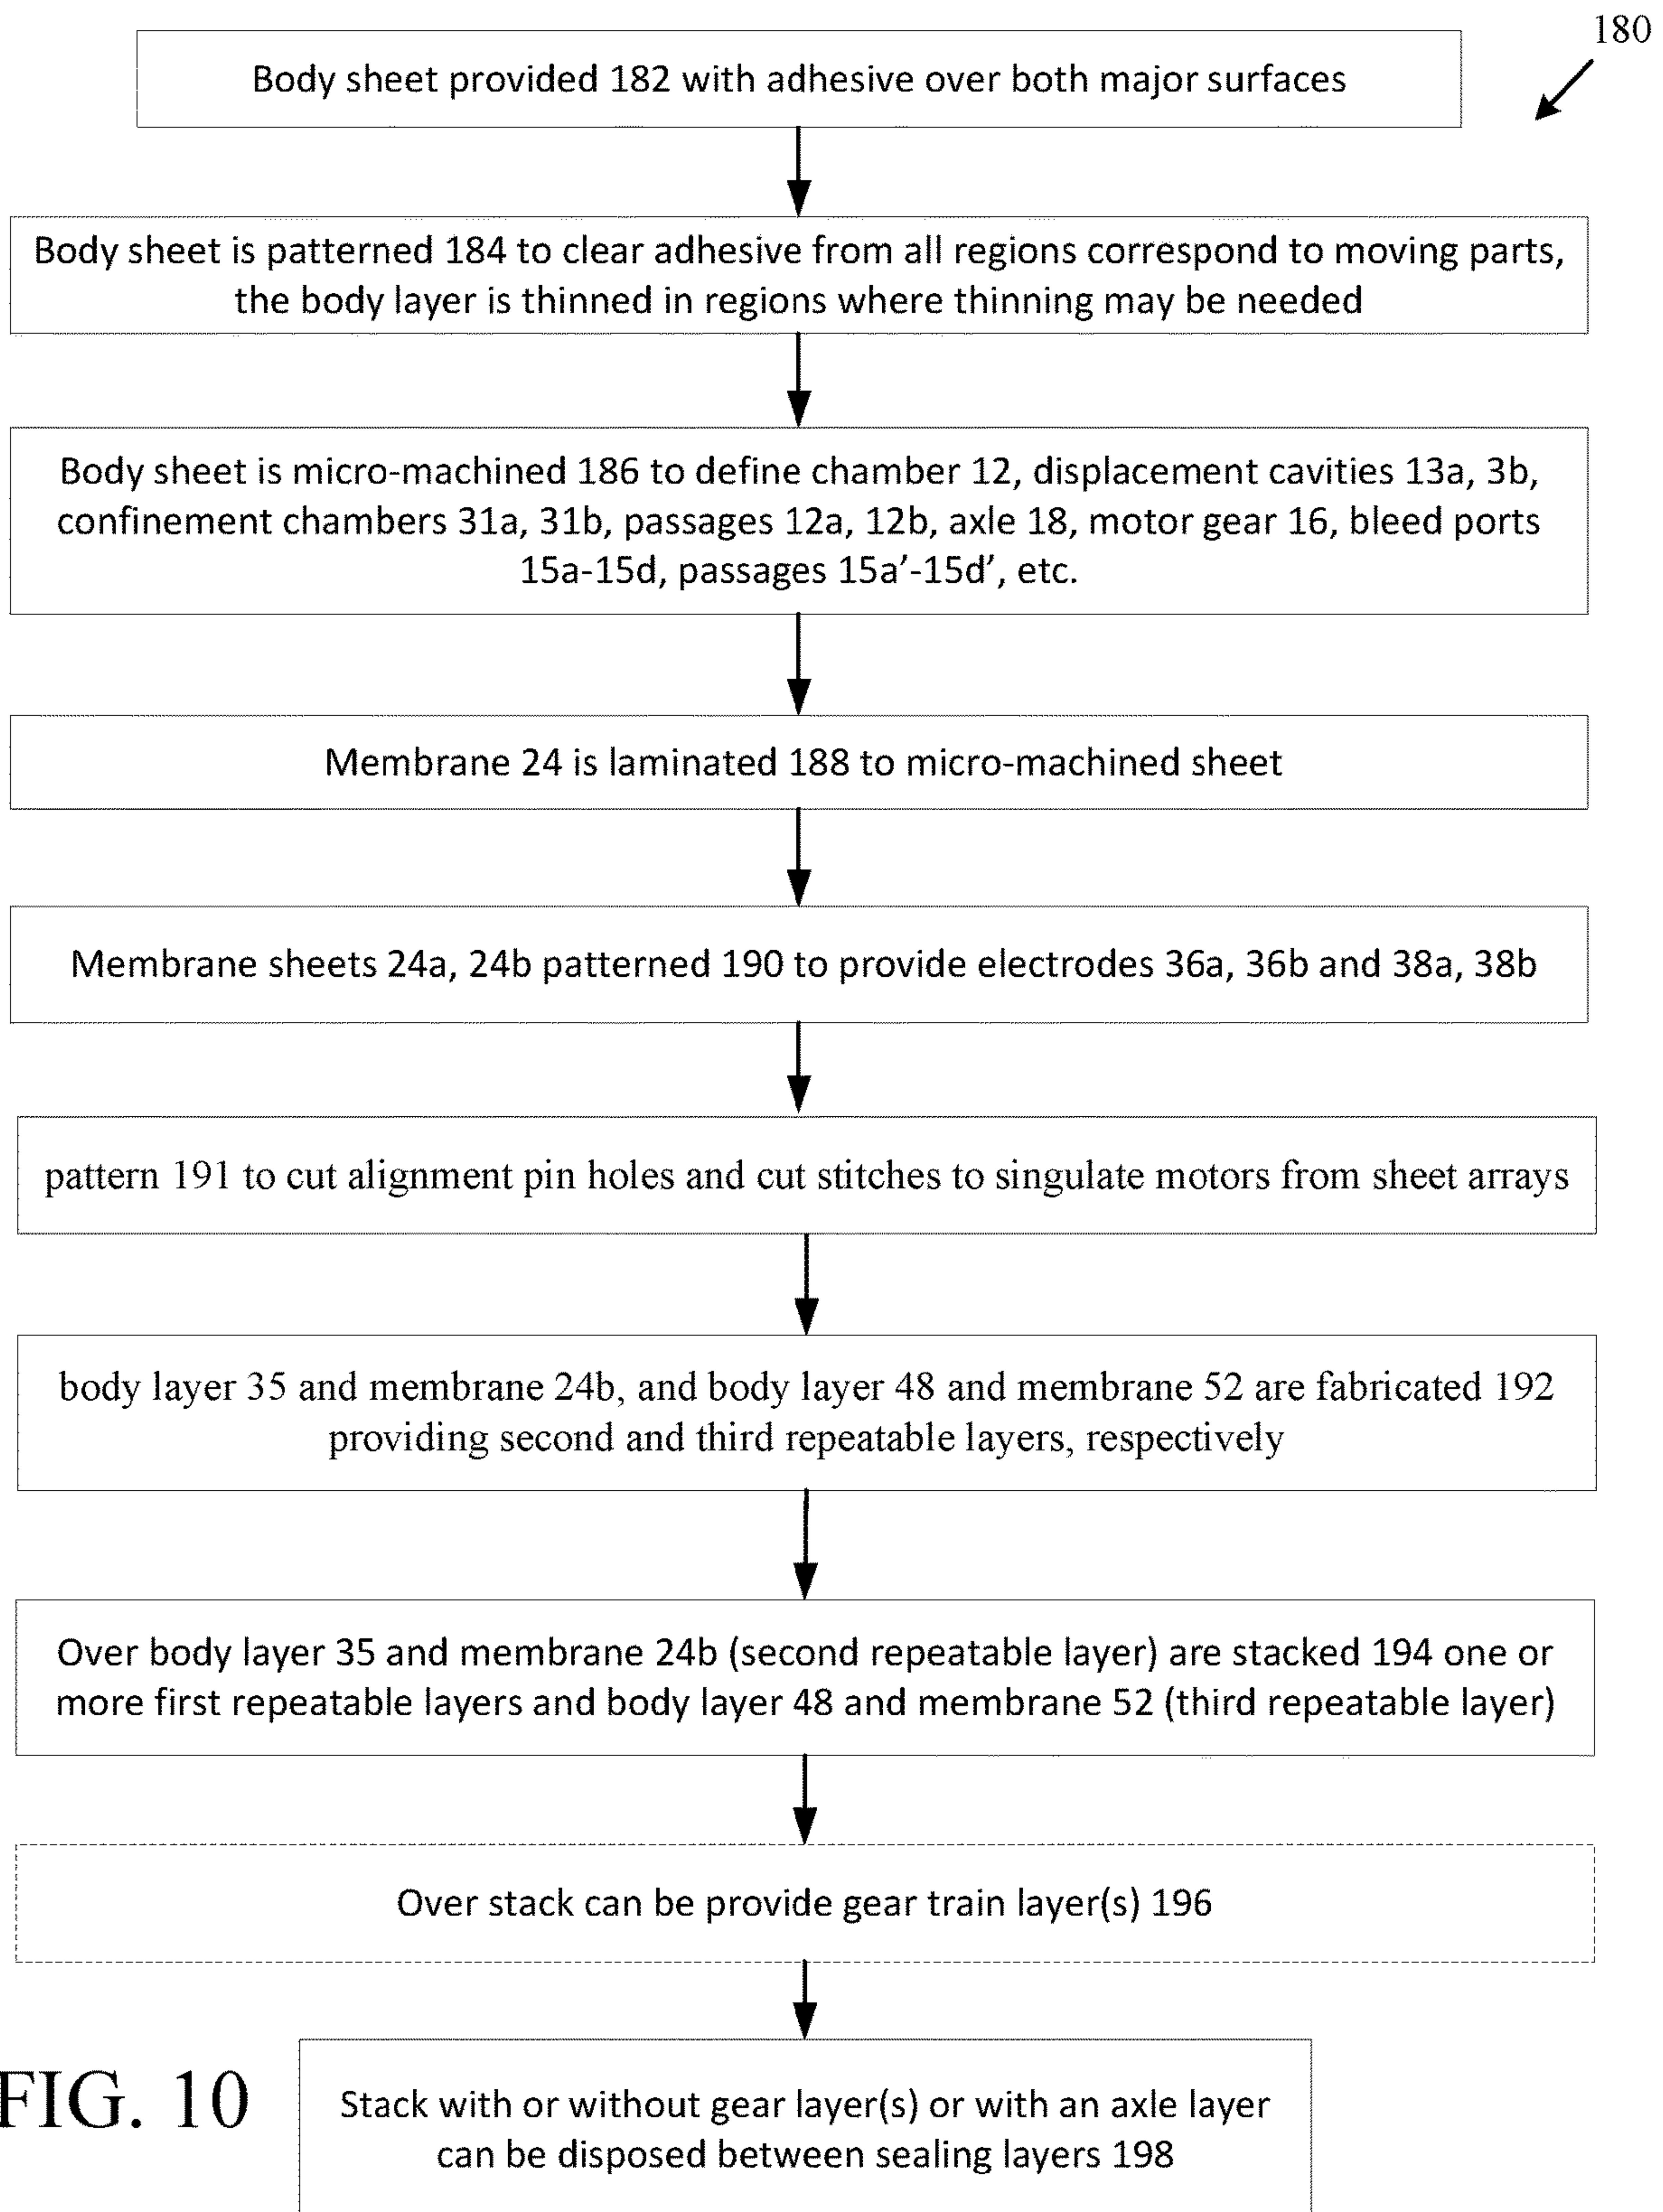 180
Body sheet provided 182 with adhesive over both major surfaces
Body sheet is patterned 184 to clear adhesive from all regions correspond to moving parts,
the body layer is thinned in regions where thinning may be needed
Body sheet is micro-machined 186 to define chamber 12, displacement cavities 13a, 3b,
confinement chambers 31a, 31b, passages 12a, 12b, axle 18, motor gear 16, bleed ports
15a-15d, passages 15a’-15d’, etc.
Membrane 24 is laminated 188 to micro-machined sheet
Membrane sheets 24a, 24b patterned 190 to provide electrodes 36a, 36b and 38a, 38b
pattern 191 to cut alignment pin holes and cut stitches to singulate motors from sheet arrays
body layer 35 and membrane 24b, and body layer 48 and membrane 52 are fabricated 192
providing second and third repeatable layers, respectively
Over body layer 35 and membrane 24b (second repeatable layer) are stacked 194 one or
more first repeatable layers and body layer 48 and membrane 52 (third repeatable layer)
Over stack can be provide gear train layer(s) 196
Stack with or without gear layer(s) or with an axle layer
can be disposed between sealing layers 198
FIG. 10